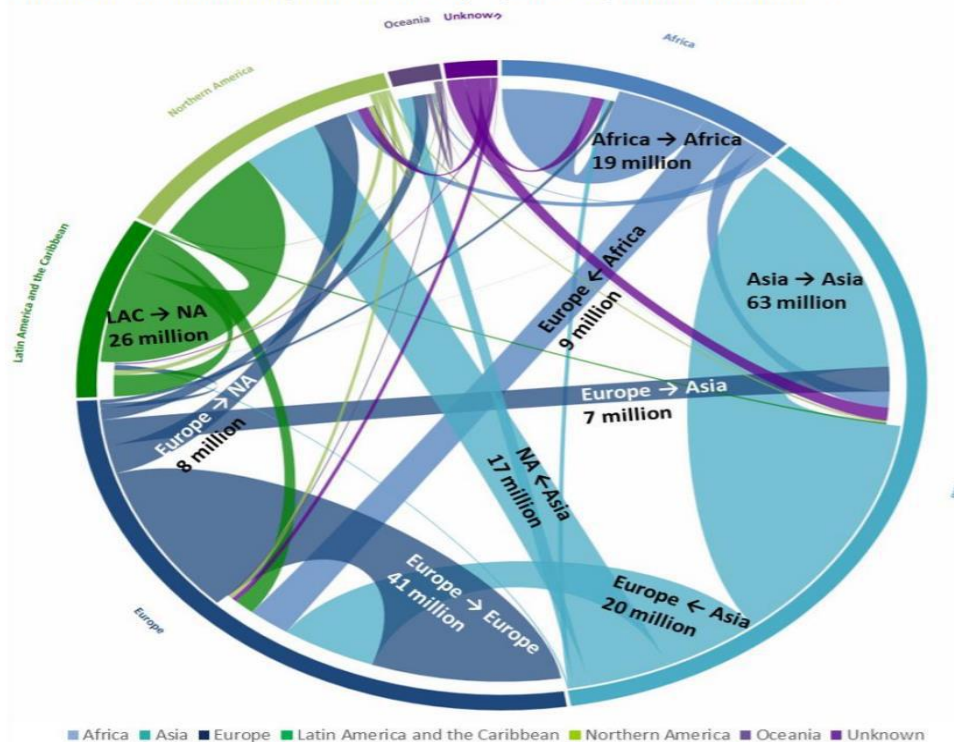 Oceania
Unknown
Africa
Northern America
Africa → Africa
19 million
Latin America and the Caribbean
Europe ← Africa
9 million
Asia → Asia
63 million
LAC → NA
26 million
Europe → NA
8 million
Europe → Asia
7 million
NA ← Asia
17 million
Europe → Europe
41 million
Europe ← Asia
20 million
Europe
Africa Asia Europe Latin America and the Caribbean Northern America Oceania Unknown